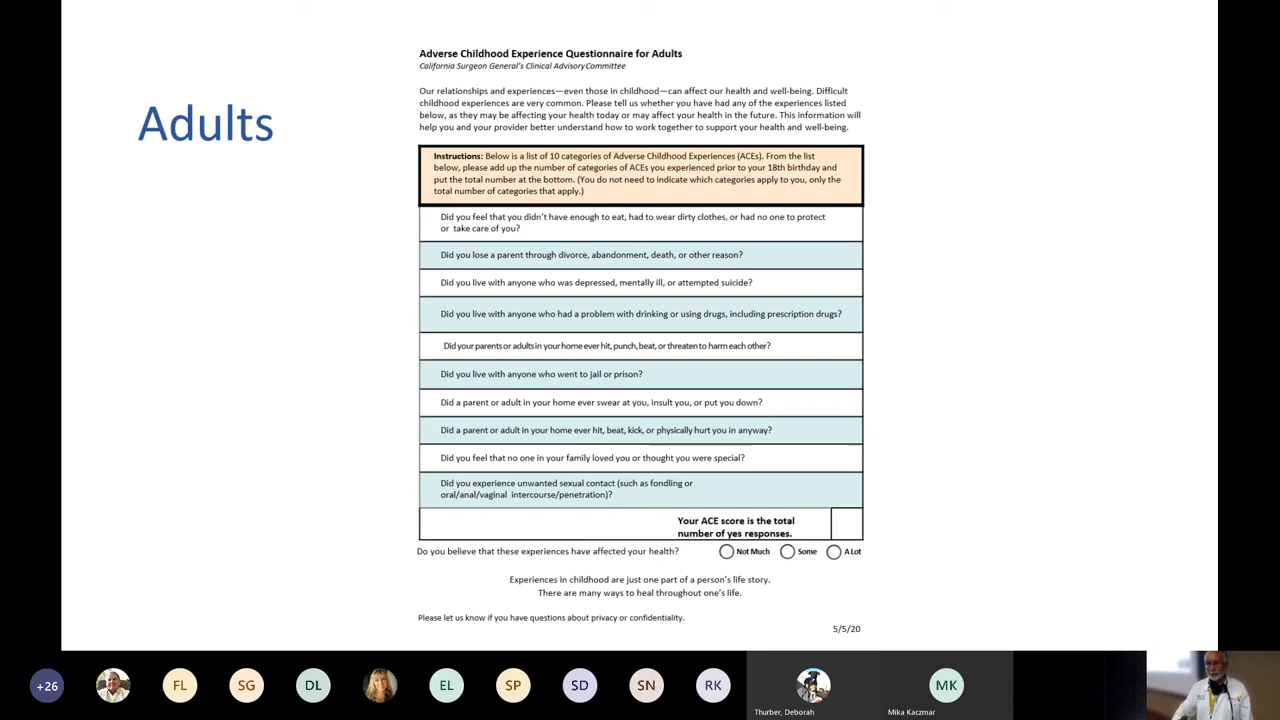 Adults
Adverse Childhood Experience Questionnaire for Adults
California Surgeon General's Clinical Advisory Committee
Our relationships and experiences—even those in childhood—can affect our health and well-being. Difficult
childhood experiences are very common. Please tell us whether you have had any of the experiences listed
below, as they may be affecting your health today or may affect your health in the future. This information will
help you and your provider better understand how to work together to support your health and well-being.
Instructions: Below is a list of 10 categories of Adverse Childhood Experiences (ACEs). From the list
below, please add up the number of categories of ACEs you experienced prior to your 18th birthday and
put the total number at the bottom. (You do not need to indicate which categories apply to you, only the
total number of categories that apply.)
Did you feel that you didn't have enough to eat, had to wear dirty clothes, or had no one to protect
or take care of you?
Did you lose a parent through divorce, abandonment, death, or other reason?
Did you live with anyone who was depressed, mentally ill, or attempted suicide?
Did you live with anyone who had a problem with drinking or using drugs, including prescription drugs?
Did your parents or adults in your home ever hit, punch, beat, or threaten to harm each other?
Did you live with anyone who went to jail or prison?
Did a parent or adult in your home ever swear at you, insult you, or put you down?
Did a parent or adult in your home ever hit, beat, kick, or physically hurt you in anyway?
Did you feel that no one in your family loved you or thought you were special?
Did you experience unwanted sexual contact (such as fondling or
oral/anal/vaginal intercourse/penetration)?
Your ACE score is the total
number of yes responses.
Do you believe that these experiences have affected your health? Not Much Some A Lot
Experiences in childhood are just one part of a person's life story.
There are many ways to heal throughout one's life.
Please let us know if you have questions about privacy or confidentiality.
5/5/20
+26 FL SG DL EL SP SD SN RK MK
Thurber, Deborah Mika Kaczmar